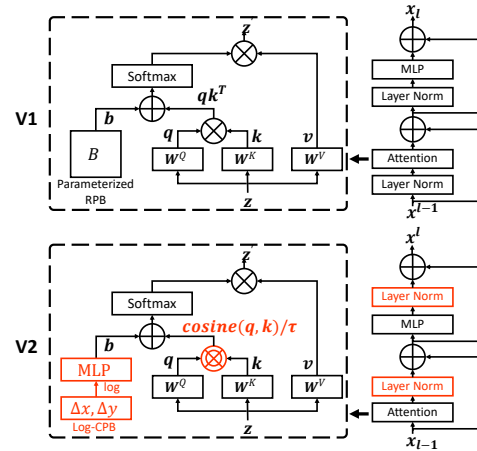 V1
z'
Softmax
qk^T
b
B
Parameterized
RPB
q
k
v
W^Q
W^K
W^V
z
x_l
MLP
Layer Norm
Attention
Layer Norm
x^{l-1}
V2
z'
Softmax
cosine(q, k)/τ
b
MLP
log
Δx, Δy
Log-CPB
q
k
v
W^Q
W^K
W^V
z
x^l
Layer Norm
MLP
Layer Norm
Attention
x_{l-1}